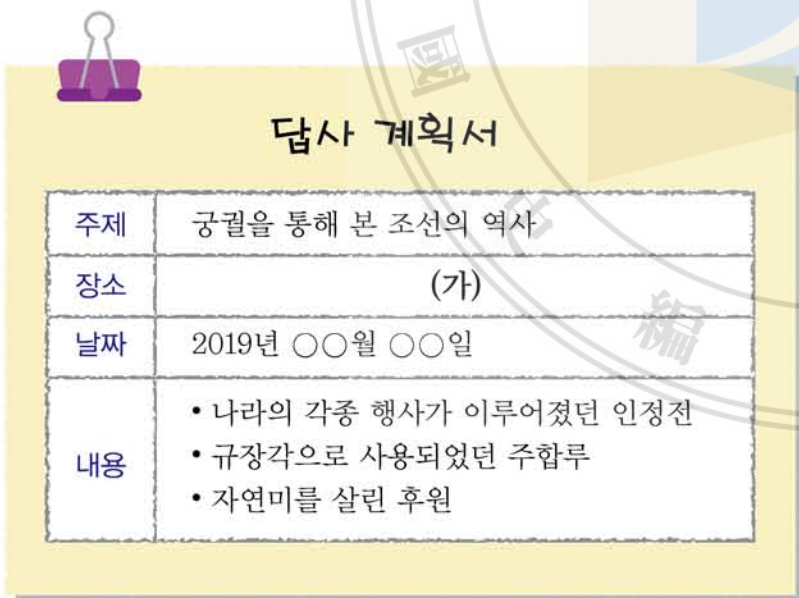 답사 계획서
주제 궁궐을 통해 본 조선의 역사
장소 (가)
날짜 2019년 ○○월 ○○일
내용
• 나라의 각종 행사가 이루어졌던 인정전
• 규장각으로 사용되었던 주합루
• 자연미를 살린 후원
國
史
編